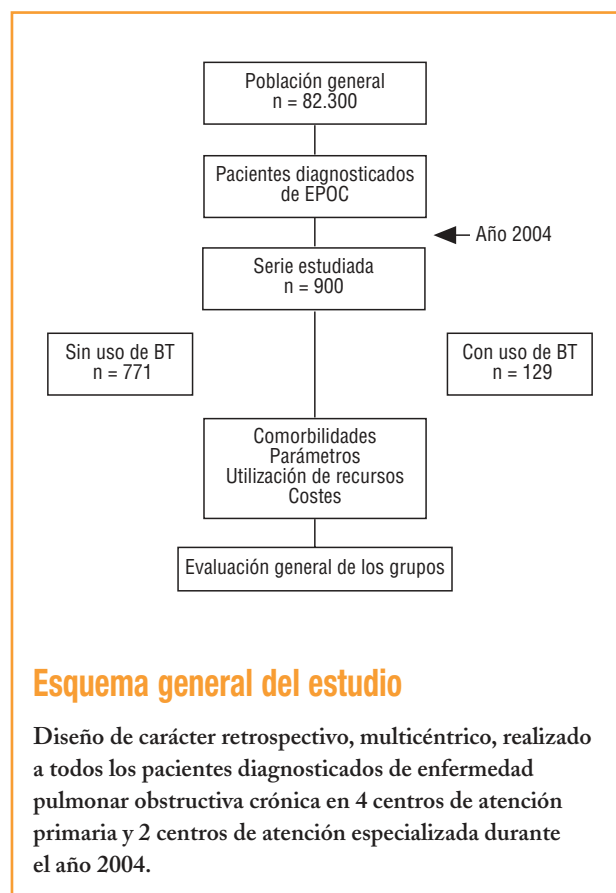 Población general
n = 82.300
Pacientes diagnosticados
de EPOC
Año 2004
Serie estudiada
n = 900
Sin uso de BT
n = 771
Con uso de BT
n = 129
Comorbilidades
Parámetros
Utilización de recursos
Costes
Evaluación general de los grupos
Esquema general del estudio
Diseño de carácter retrospectivo, multicéntrico, realizado
a todos los pacientes diagnosticados de enfermedad
pulmonar obstructiva crónica en 4 centros de atención
primaria y 2 centros de atención especializada durante
el año 2004.